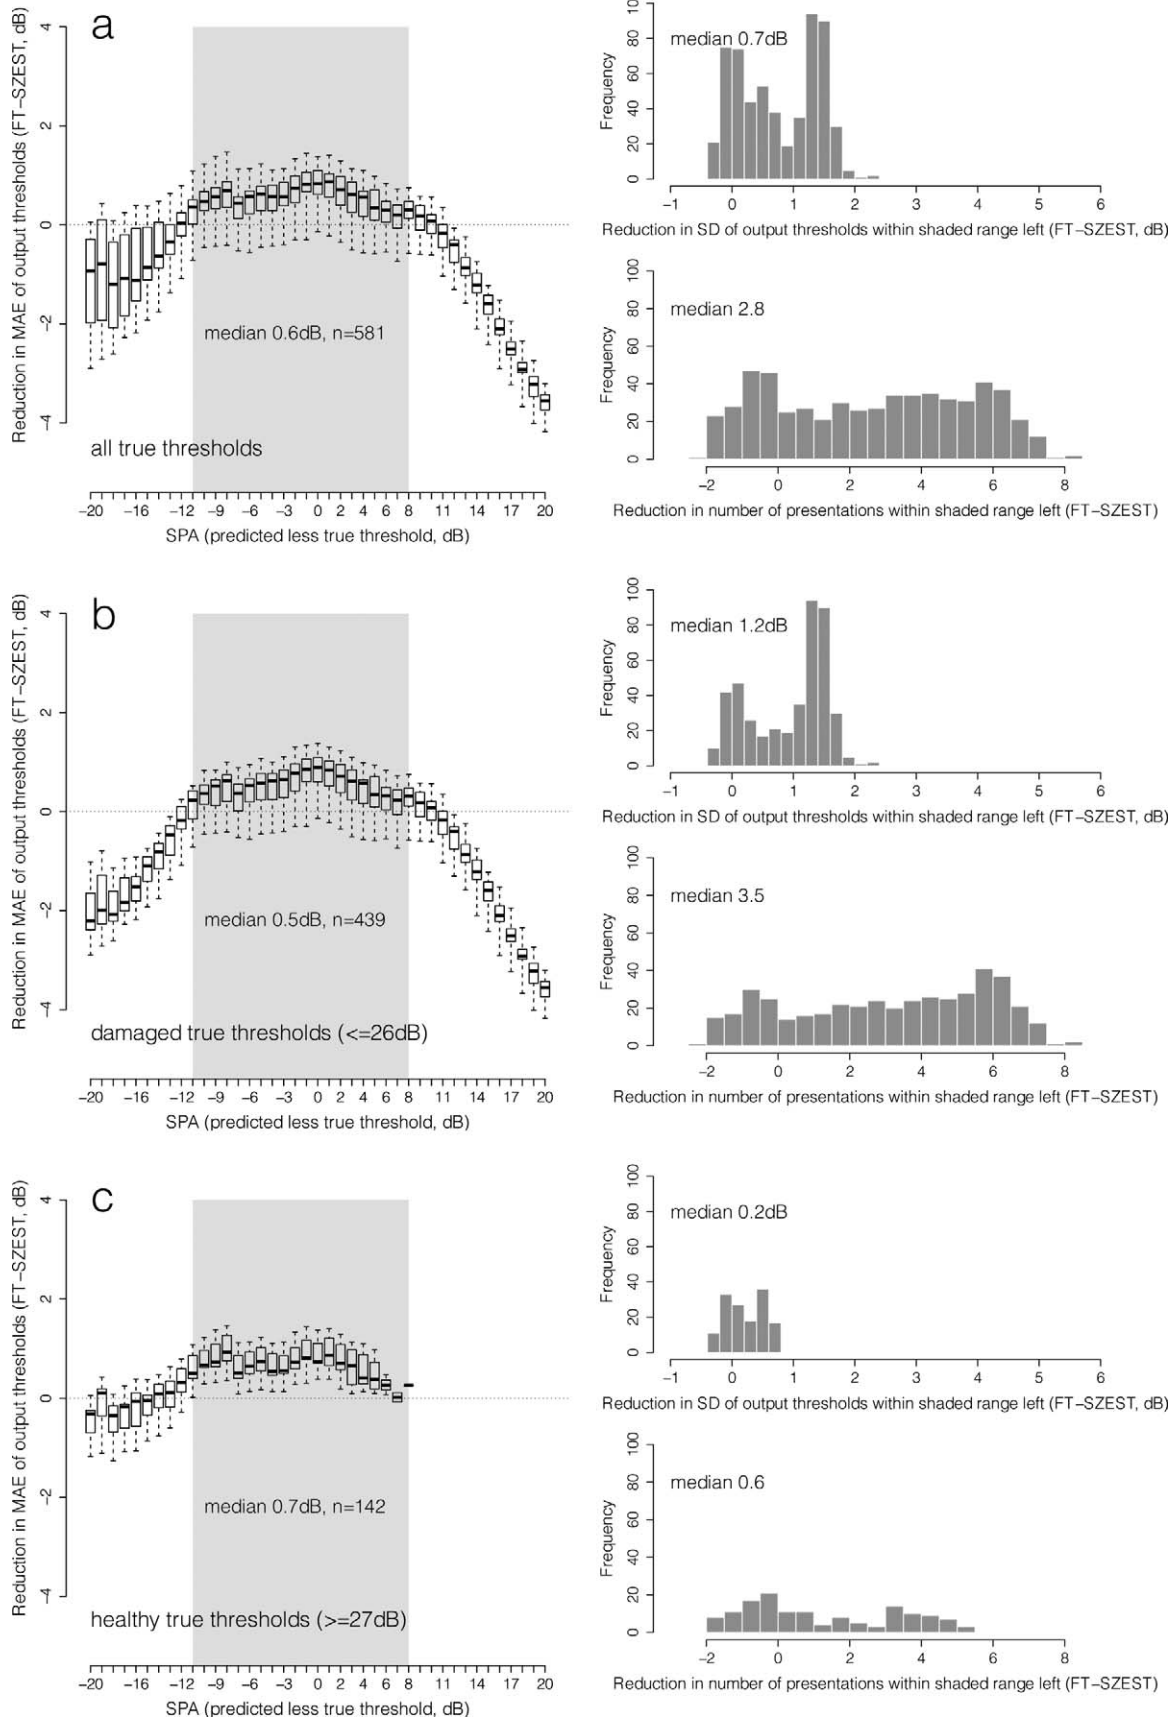 a
Reduction in MAE of output thresholds (FT−SZEST, dB)
4
2
0
−2
−4
median 0.6dB, n=581
all true thresholds
−20 −16 −12 −9 −6 −3 0 2 4 6 8 11 14 17 20
SPA (predicted less true threshold, dB)
median 0.7dB
Frequency
80
60
40
20
0
−1 0 1 2 3 4 5 6
Reduction in SD of output thresholds within shaded range left (FT−SZEST, dB)
median 2.8
Frequency
100
80
60
40
20
0
−2 0 2 4 6 8
Reduction in number of presentations within shaded range left (FT−SZEST)
b
Reduction in MAE of output thresholds (FT−SZEST, dB)
4
2
0
−2
−4
median 0.5dB, n=439
damaged true thresholds (<=26dB)
−20 −16 −12 −9 −6 −3 0 2 4 6 8 11 14 17 20
SPA (predicted less true threshold, dB)
median 1.2dB
Frequency
100
80
60
40
20
0
−1 0 1 2 3 4 5 6
Reduction in SD of output thresholds within shaded range left (FT−SZEST, dB)
median 3.5
Frequency
100
80
60
40
20
0
−2 0 2 4 6 8
Reduction in number of presentations within shaded range left (FT−SZEST)
c
Reduction in MAE of output thresholds (FT−SZEST, dB)
4
2
0
−2
−4
median 0.7dB, n=142
healthy true thresholds (>=27dB)
−20 −16 −12 −9 −6 −3 0 2 4 6 8 11 14 17 20
SPA (predicted less true threshold, dB)
median 0.2dB
Frequency
100
80
60
40
20
0
−1 0 1 2 3 4 5 6
Reduction in SD of output thresholds within shaded range left (FT−SZEST, dB)
median 0.6
Frequency
100
80
60
40
20
0
−2 0 2 4 6 8
Reduction in number of presentations within shaded range left (FT−SZEST)